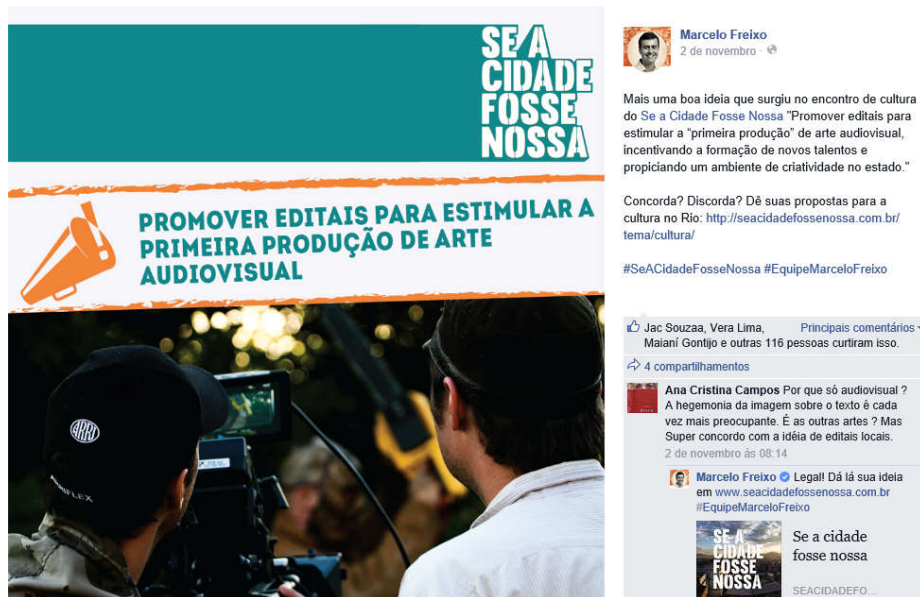 SE A
CIDADE
FOSSE
NOSSA
PROMOVER EDITAIS PARA ESTIMULAR A
PRIMEIRA PRODUÇÃO DE ARTE
AUDIOVISUAL
ARRI
ARRIFLEX
Marcelo Freixo
2 de novembro ·
Mais uma boa ideia que surgiu no encontro de cultura
do Se a Cidade Fosse Nossa "Promover editais para
estimular a "primeira produção" de arte audiovisual,
incentivando a formação de novos talentos e
propiciando um ambiente de criatividade no estado."
Concorda? Discorda? Dê suas propostas para a
cultura no Rio: http://seacidadefossenossa.com.br/
tema/cultura/
#SeACidadeFosseNossa #EquipeMarceloFreixo
Jac Souzaa, Vera Lima, Principais comentários
Maianí Gontijo e outras 116 pessoas curtiram isso.
4 compartilhamentos
Ana Cristina Campos Por que só audiovisual ?
A hegemonia da imagem sobre o texto é cada
vez mais preocupante. É as outras artes ? Mas
Super concordo com a idéia de editais locais.
2 de novembro às 08:14
Marcelo Freixo Legal! Dá lá sua ideia
em www.seacidadefossenossa.com.br
#EquipeMarceloFreixo
SE A
CIDADE
FOSSE
NOSSA
Se a cidade
fosse nossa
SEACIDADEFO...